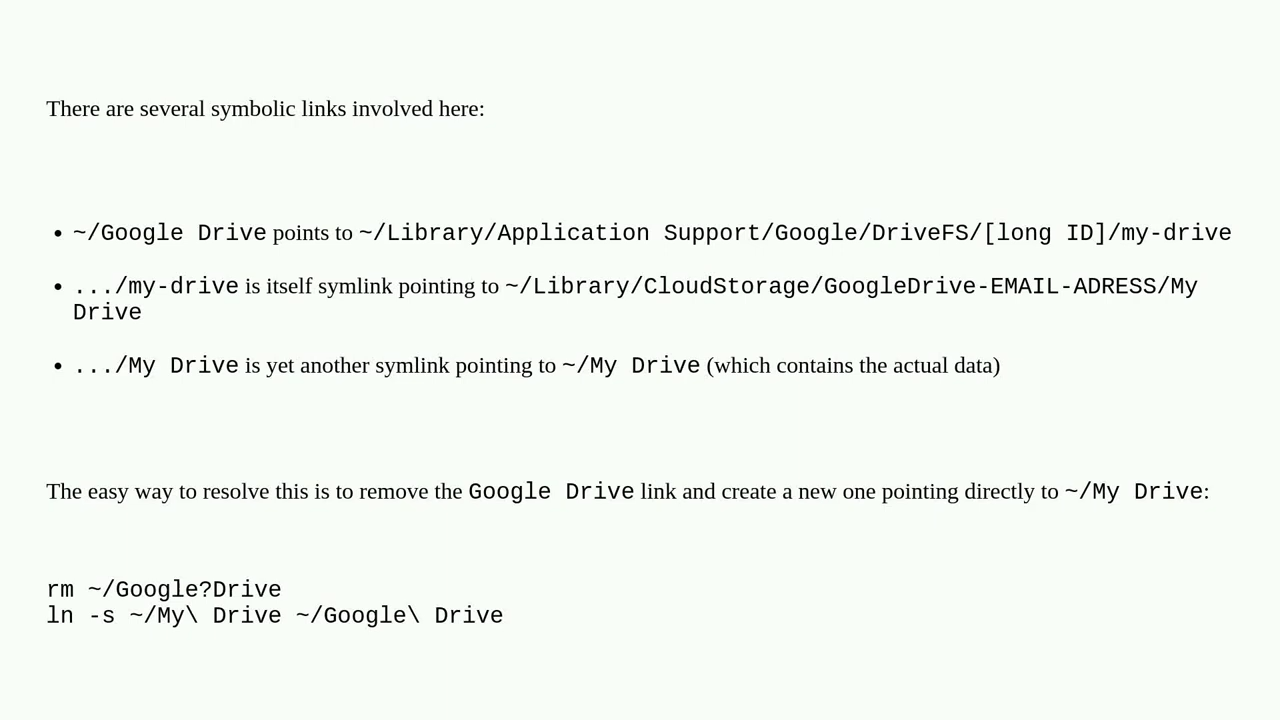 There are several symbolic links involved here:
• ~/Google Drive points to ~/Library/Application Support/Google/DriveFS/[long ID]/my-drive
• .../my-drive is itself symlink pointing to ~/Library/CloudStorage/GoogleDrive-EMAIL-ADRESS/My
Drive
• .../My Drive is yet another symlink pointing to ~/My Drive (which contains the actual data)
The easy way to resolve this is to remove the Google Drive link and create a new one pointing directly to ~/My Drive:
rm ~/Google?Drive
ln -s ~/My\ Drive ~/Google\ Drive